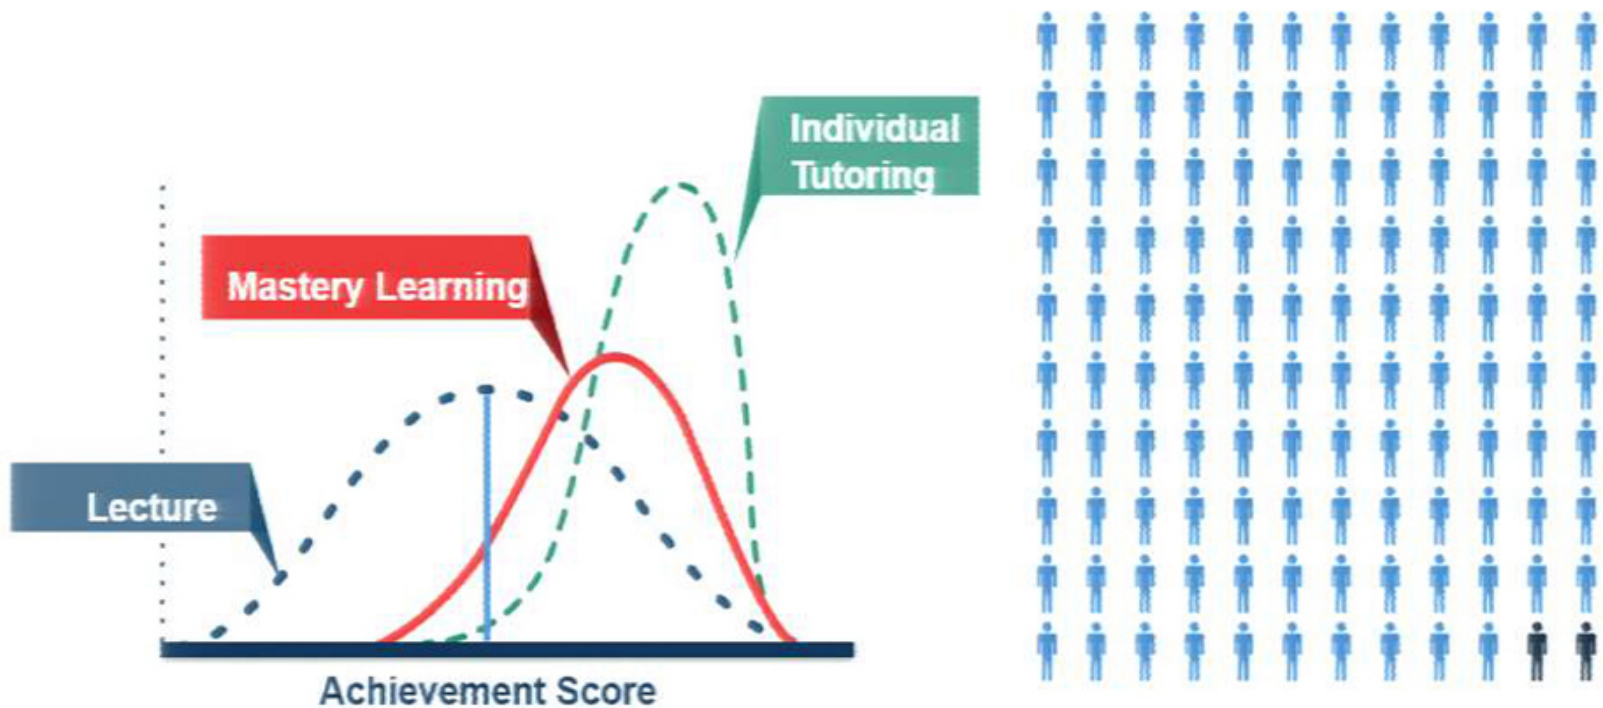 Individual
Tutoring
Mastery Learning
Lecture
Achievement Score